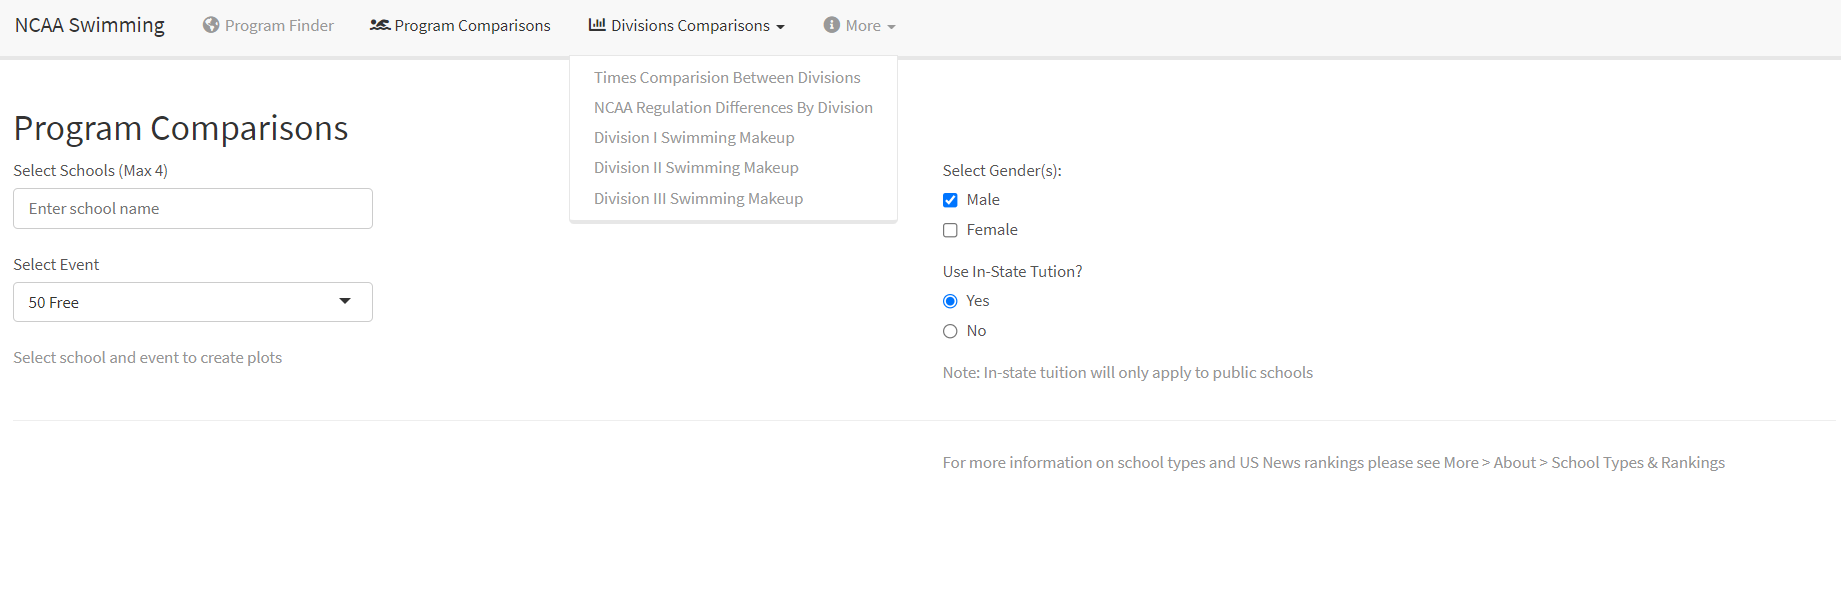 NCAA Swimming Program Finder Program Comparisons Divisions Comparisons More
Times Comparision Between Divisions
NCAA Regulation Differences By Division
Division I Swimming Makeup
Division II Swimming Makeup
Division III Swimming Makeup
Program Comparisons
Select Schools (Max 4)
Enter school name
Select Event
50 Free
Select school and event to create plots
Select Gender(s):
Male
Female
Use In-State Tution?
Yes
No
Note: In-state tuition will only apply to public schools
For more information on school types and US News rankings please see More > About > School Types & Rankings